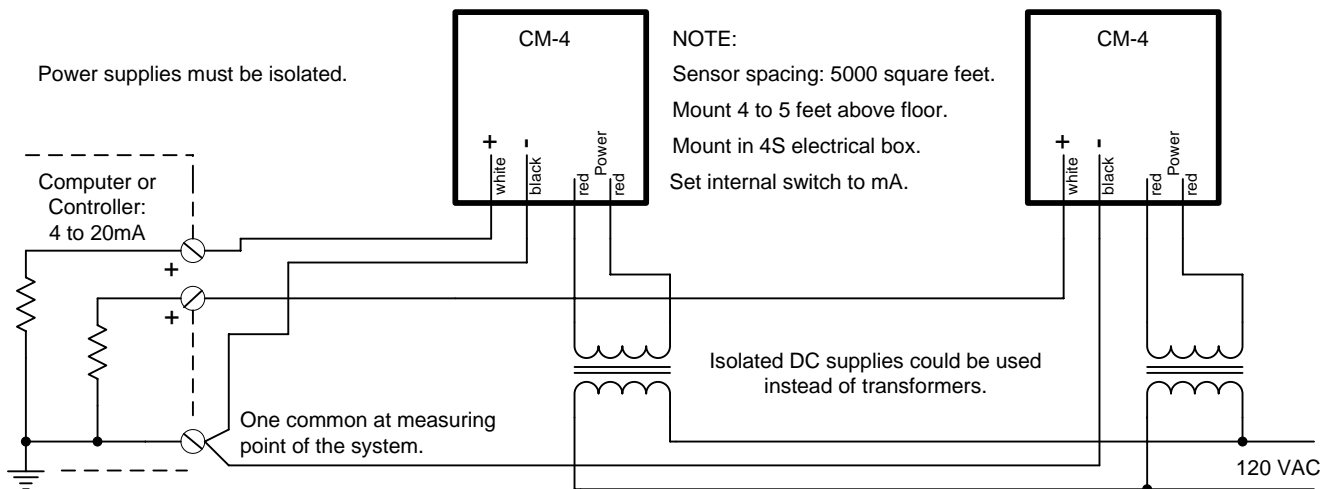 CM-4
NOTE:
CM-4
Power supplies must be isolated.
Sensor spacing: 5000 square feet.
Mount 4 to 5 feet above floor.
Mount in 4S electrical box.
Set internal switch to mA.
+
-
white
black
red
Power
red
+
-
white
black
red
Power
red
Computer or
Controller:
4 to 20mA
+
+
Isolated DC supplies could be used
instead of transformers.
One common at measuring
point of the system.
120 VAC